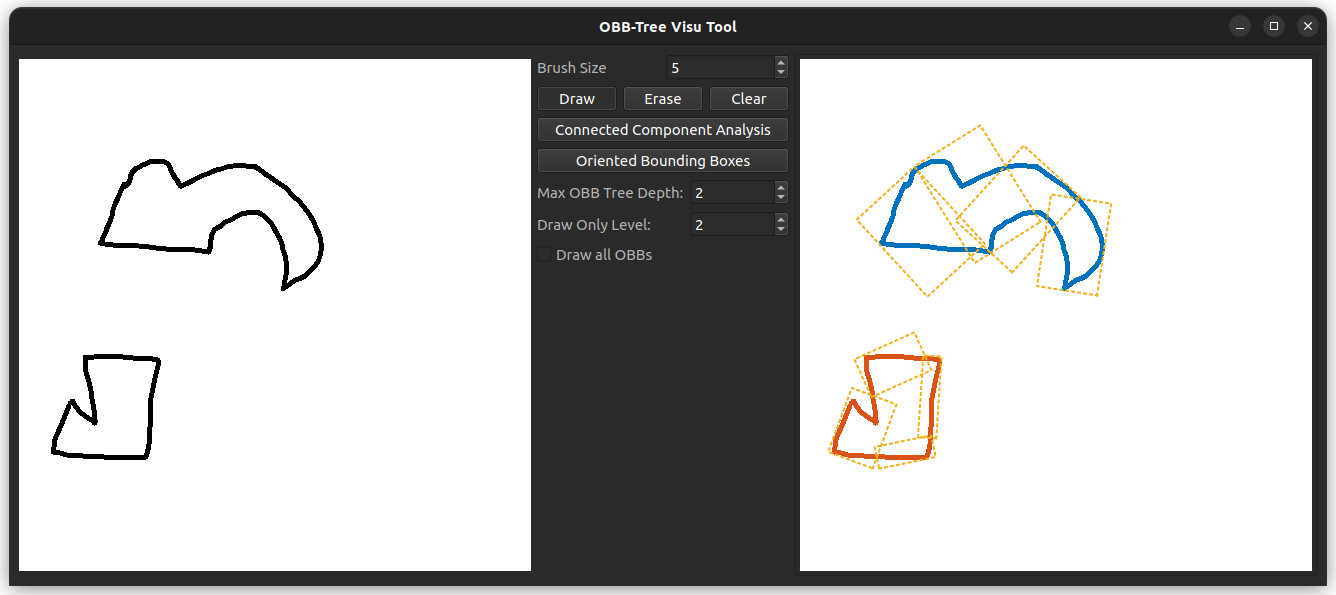 OBB-Tree Visu Tool
Brush Size 5
Draw Erase Clear
Connected Component Analysis
Oriented Bounding Boxes
Max OBB Tree Depth: 2
Draw Only Level: 2
Draw all OBBs